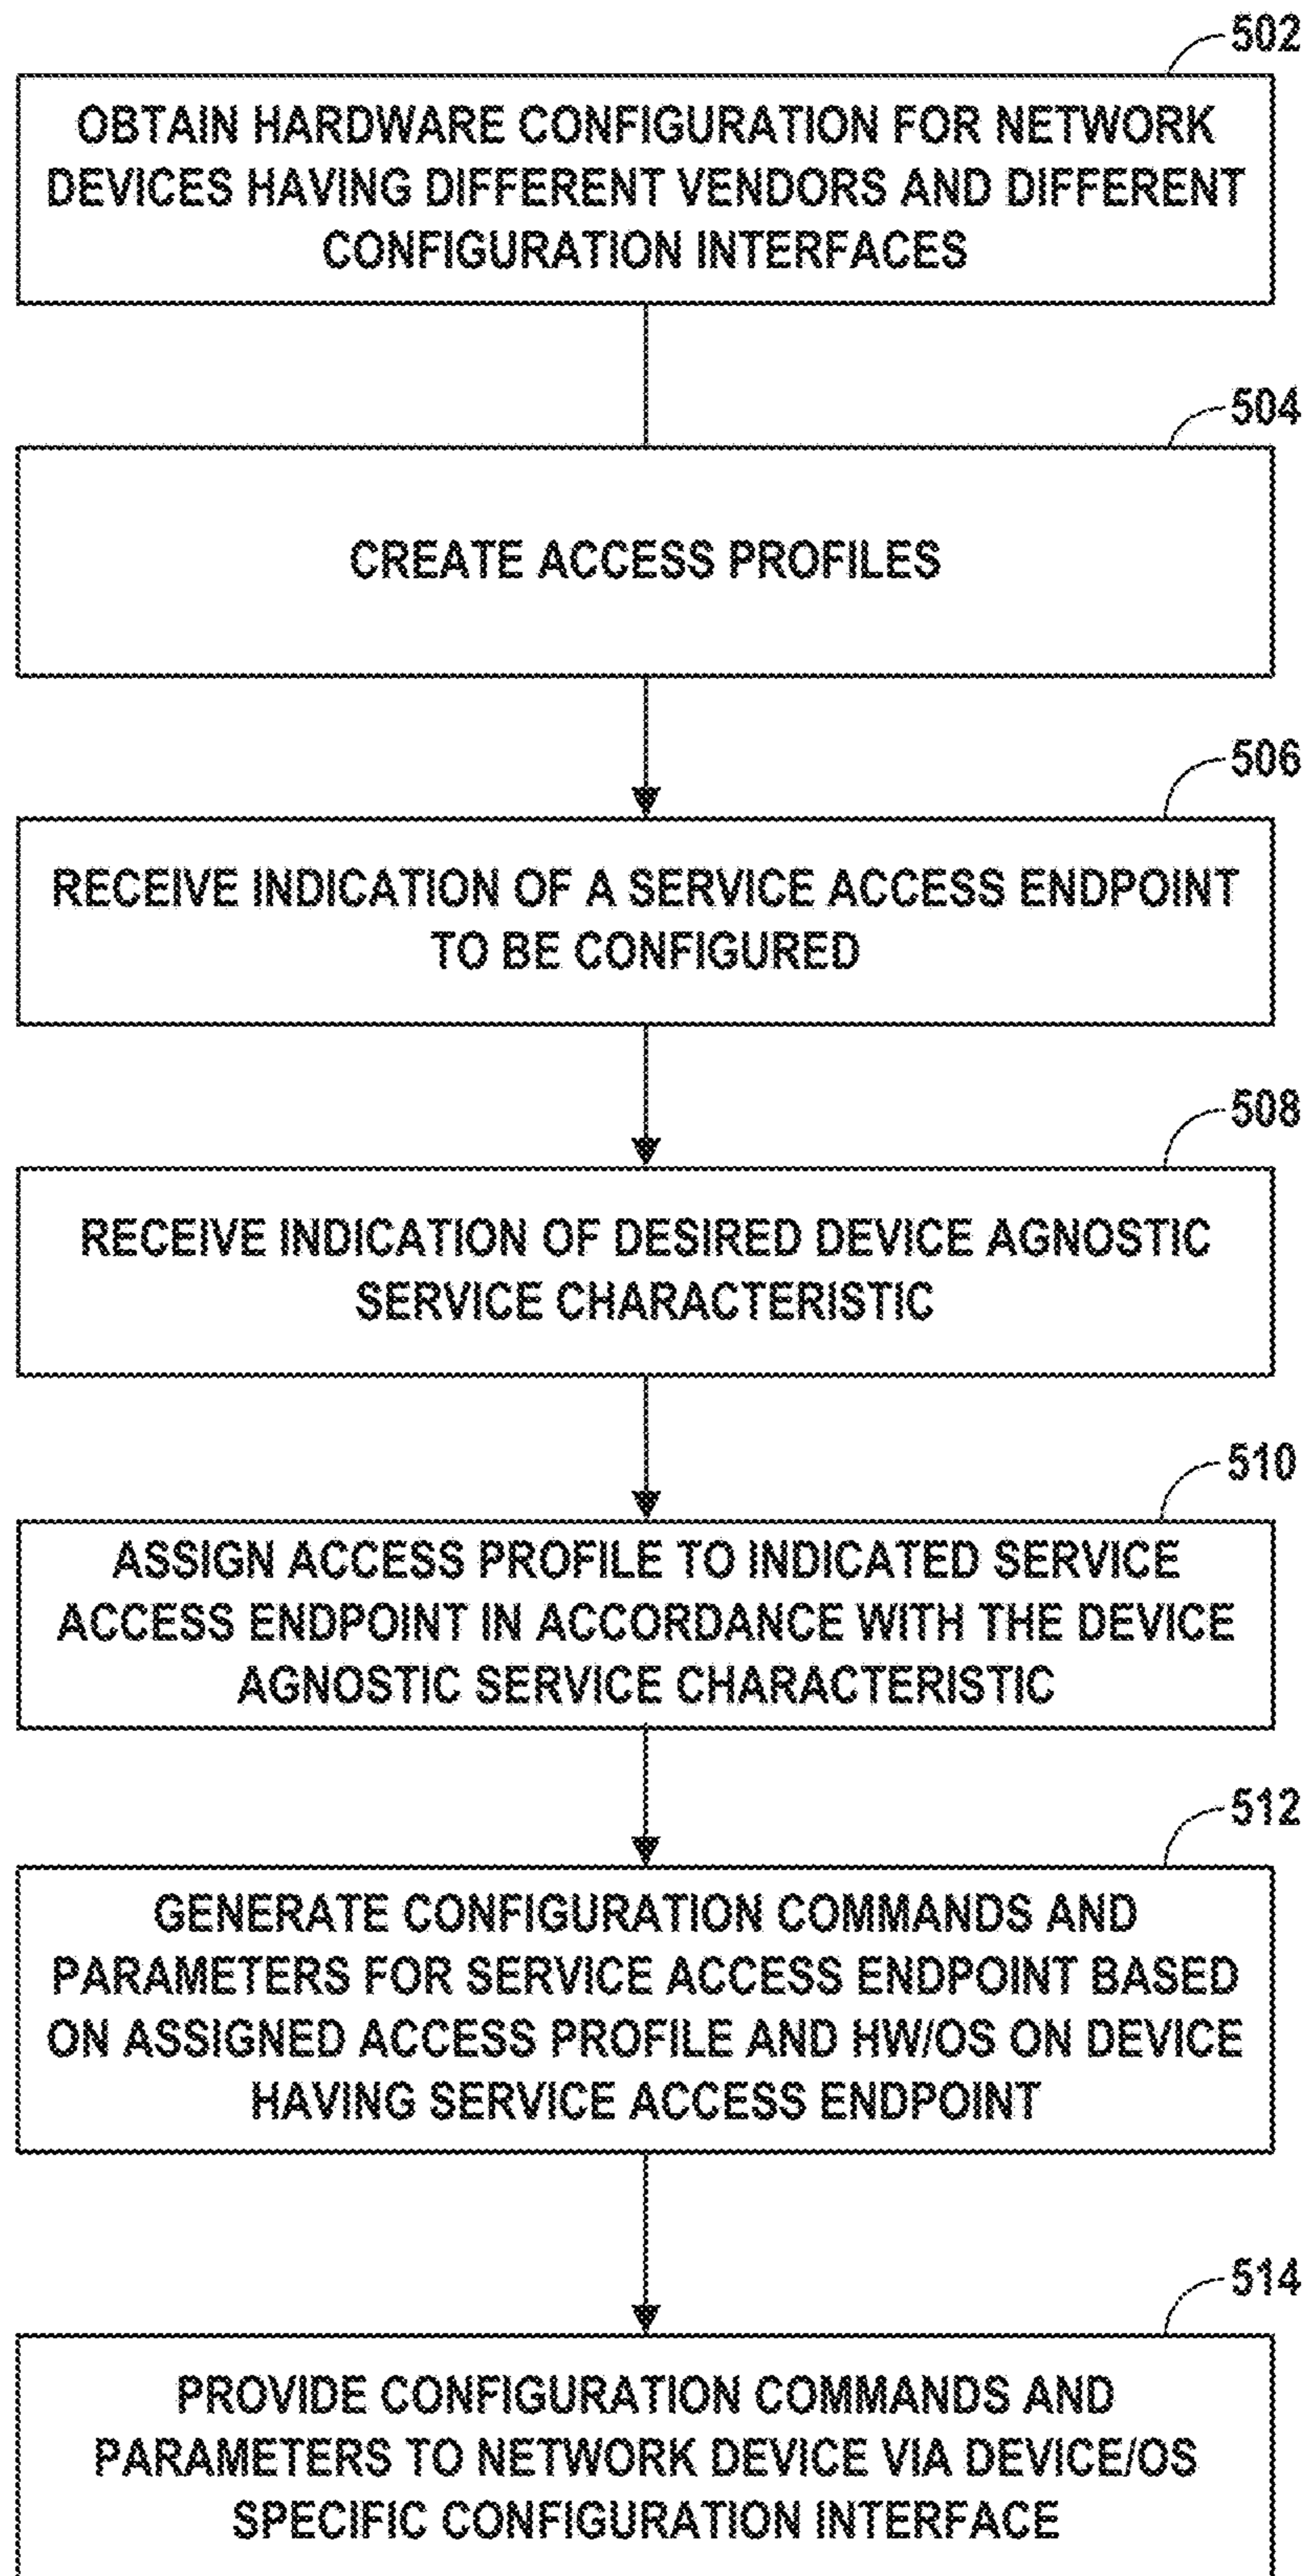 502
OBTAIN HARDWARE CONFIGURATION FOR NETWORK
DEVICES HAVING DIFFERENT VENDORS AND DIFFERENT
CONFIGURATION INTERFACES
504
CREATE ACCESS PROFILES
506
RECEIVE INDICATION OF A SERVICE ACCESS ENDPOINT
TO BE CONFIGURED
508
RECEIVE INDICATION OF DESIRED DEVICE AGNOSTIC
SERVICE CHARACTERISTIC
510
ASSIGN ACCESS PROFILE TO INDICATED SERVICE
ACCESS ENDPOINT IN ACCORDANCE WITH THE DEVICE
AGNOSTIC SERVICE CHARACTERISTIC
512
GENERATE CONFIGURATION COMMANDS AND
PARAMETERS FOR SERVICE ACCESS ENDPOINT BASED
ON ASSIGNED ACCESS PROFILE AND HW/OS ON DEVICE
HAVING SERVICE ACCESS ENDPOINT
514
PROVIDE CONFIGURATION COMMANDS AND
PARAMETERS TO NETWORK DEVICE VIA DEVICE/OS
SPECIFIC CONFIGURATION INTERFACE